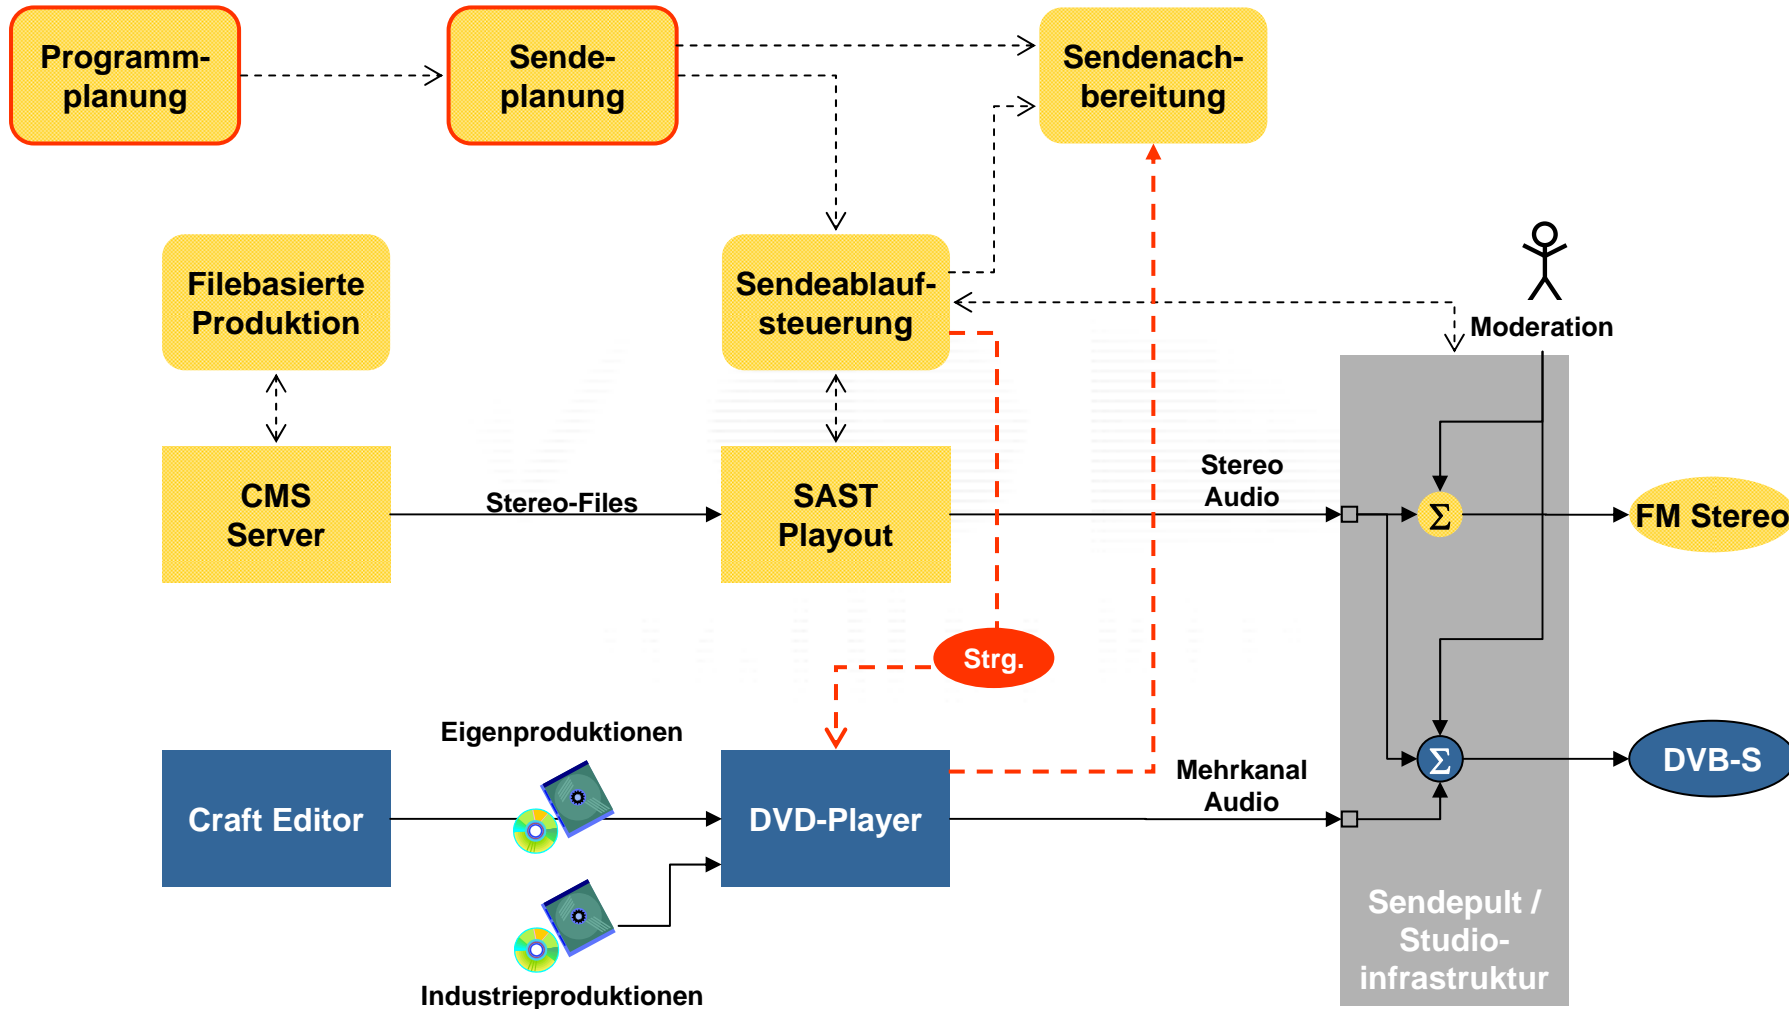 Programm-
planung
Sende-
planung
Sendenach-
bereitung
Filebasierte
Produktion
Sendeablauf-
steuerung
Moderation
CMS
Server
Stereo-Files
SAST
Playout
Stereo
Audio
Σ
FM Stereo
Strg.
Eigenproduktionen
Craft Editor
DVD-Player
Mehrkanal
Audio
Σ
DVB-S
Industrieproduktionen
Sendepult /
Studio-
infrastruktur